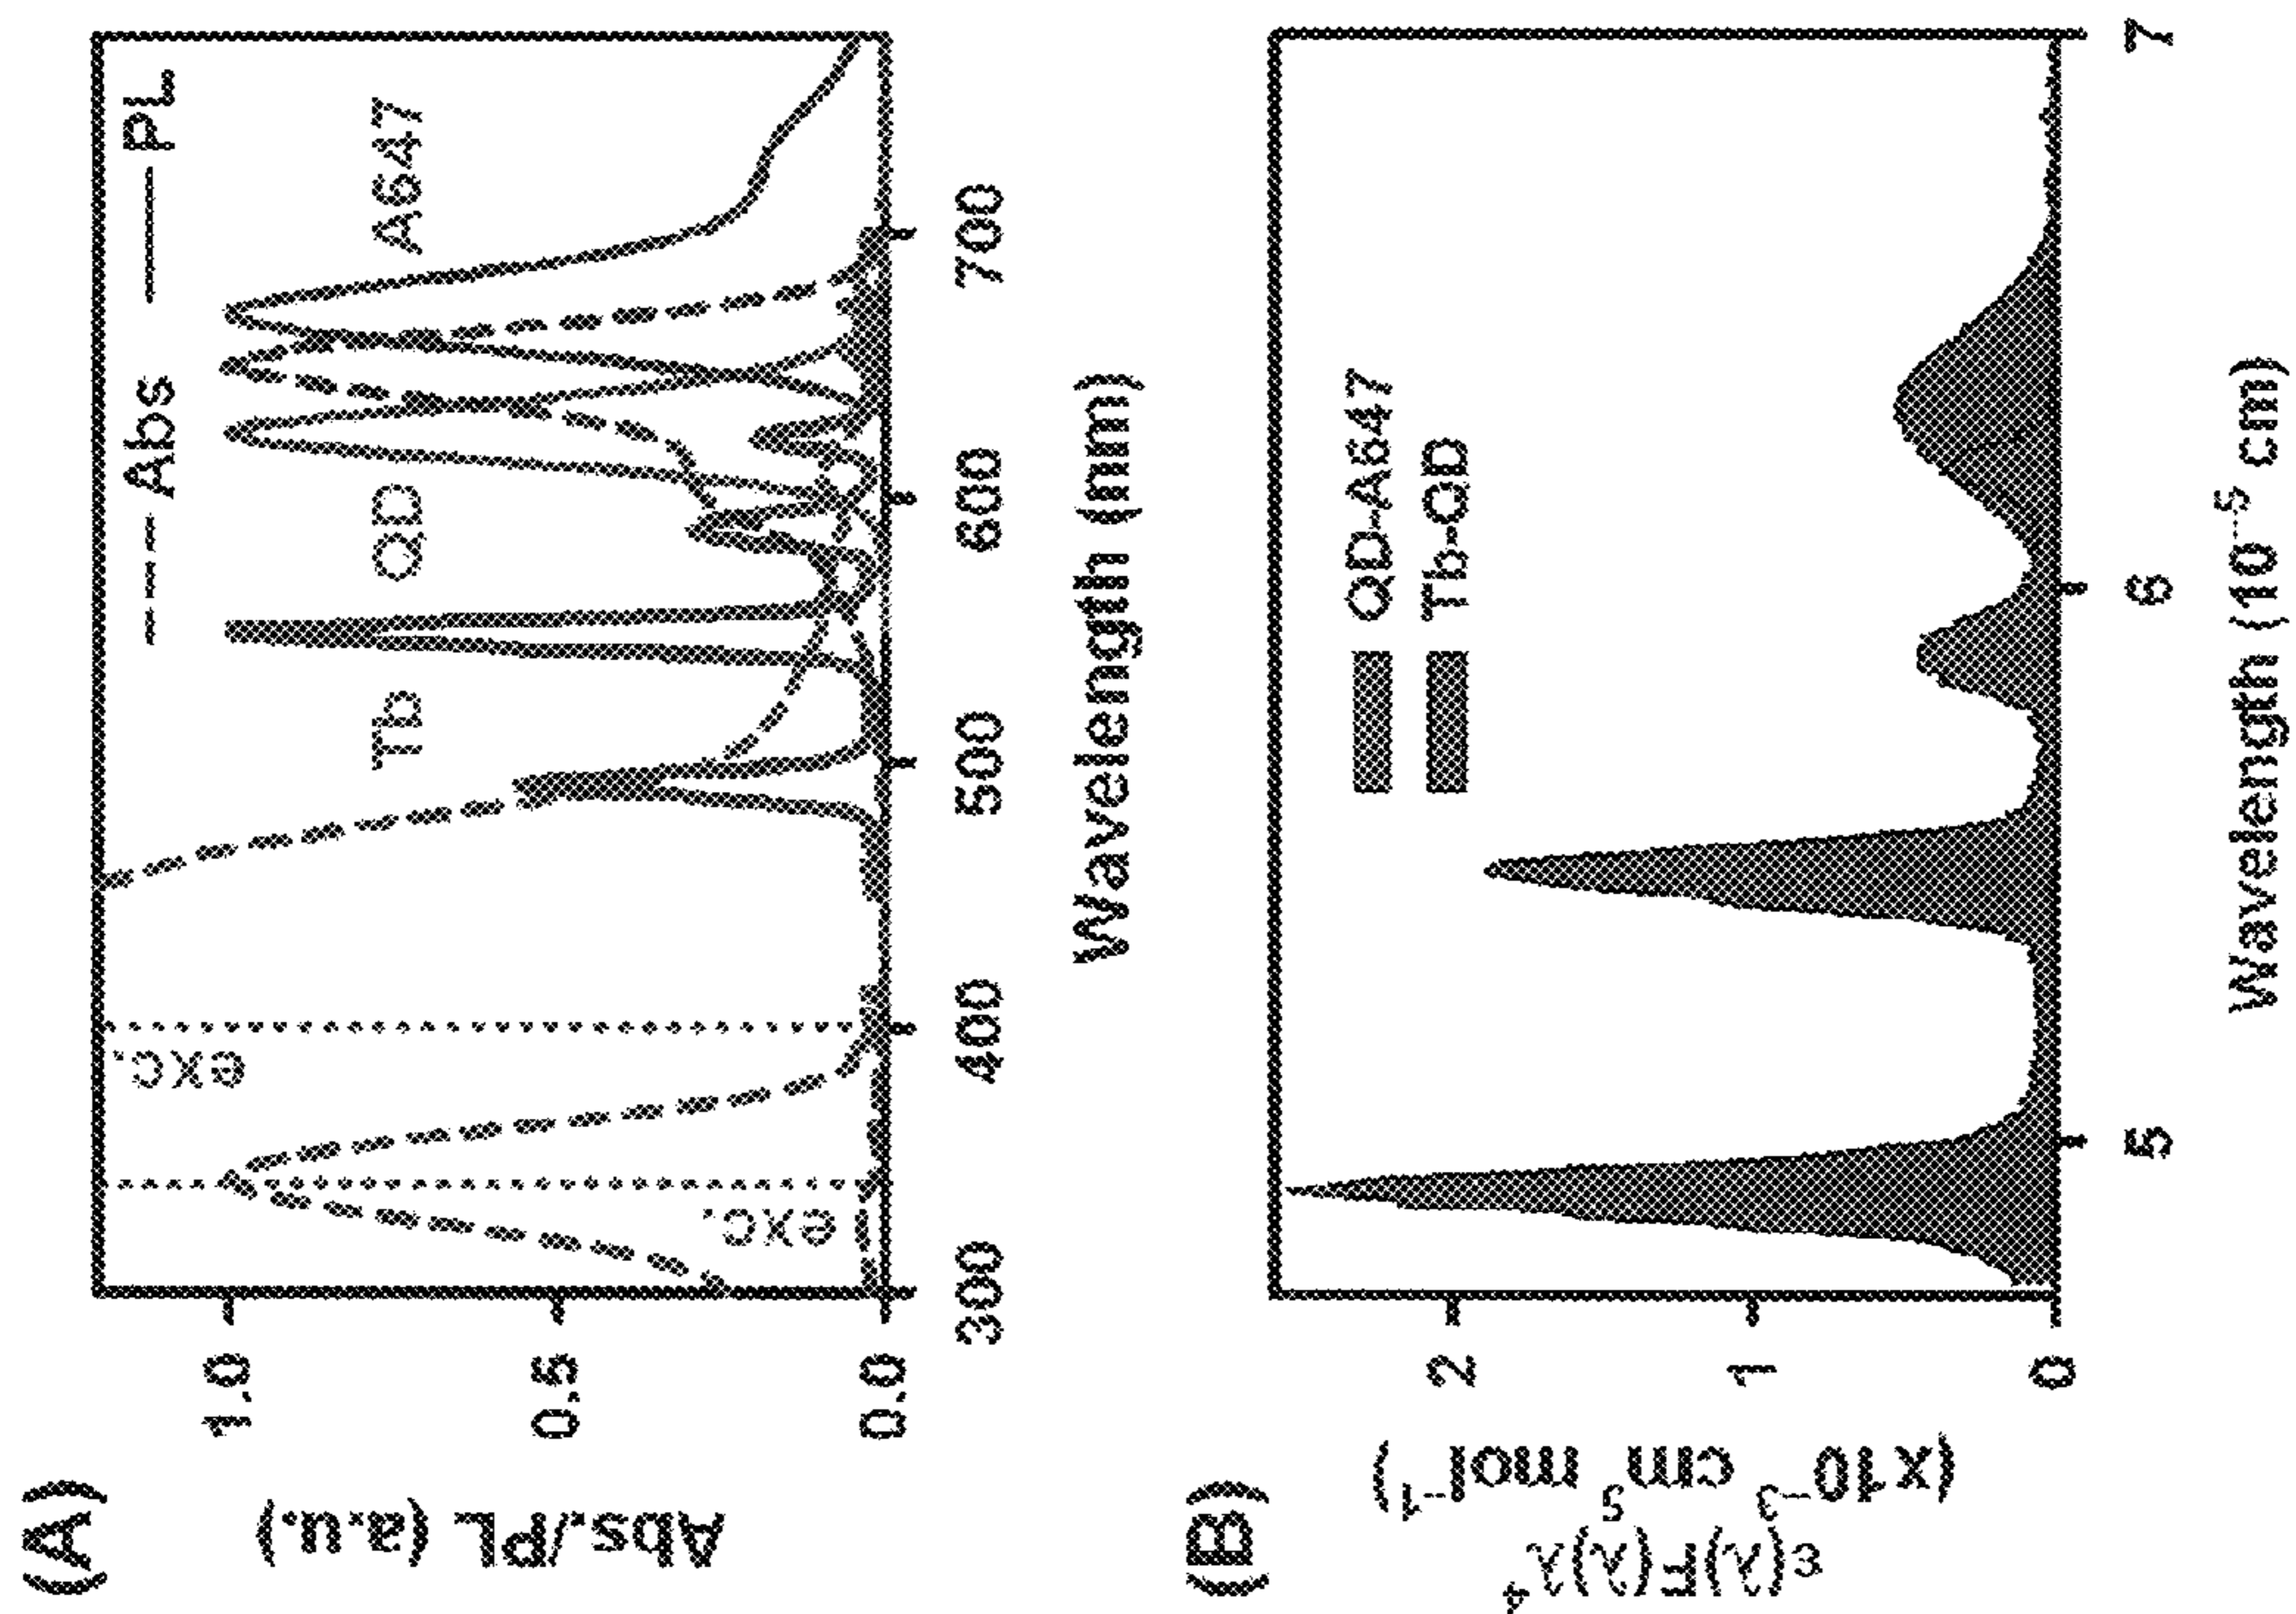 (A)
Abs./PL (a.u.)
1.0
0.5
0.0
Abs PL
exc.
exc.
Tb QD A647
300 400 500 600 700
Wavelength (nm)
(B)
ε(λ)F(λ)λ⁴
(x10⁻³ cm² mol⁻¹)
2
1
0
QD-A647
Tb-QD
5 6 7
Wavelength (10⁻⁵ cm)